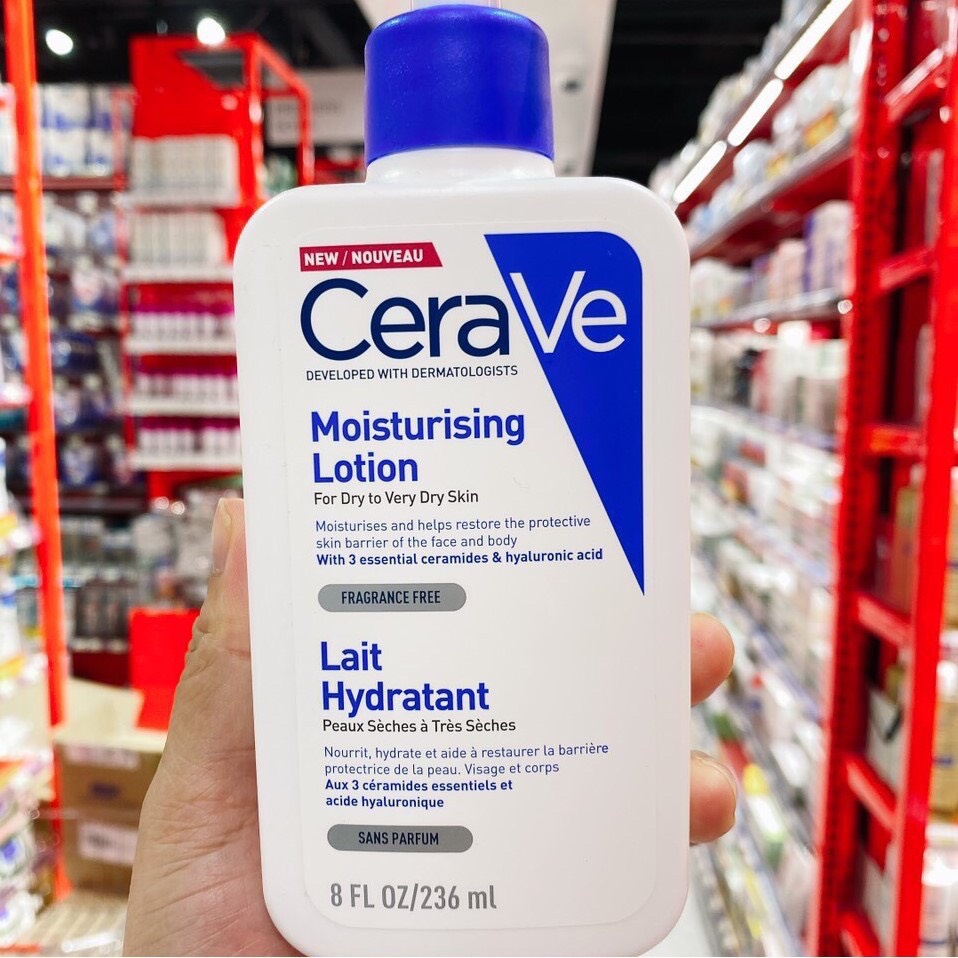 NEW / NOUVEAU
CeraVe
DEVELOPED WITH DERMATOLOGISTS
Moisturising
Lotion
For Dry to Very Dry Skin
Moisturises and helps restore the protective
skin barrier of the face and body
With 3 essential ceramides & hyaluronic acid
FRAGRANCE FREE
Lait
Hydratant
Peaux Sèches à Très Sèches
Nourrit, hydrate et aide à restaurer la barrière
protectrice de la peau. Visage et corps
Aux 3 céramides essentiels et
acide hyaluronique
SANS PARFUM
8 FL OZ/236 ml